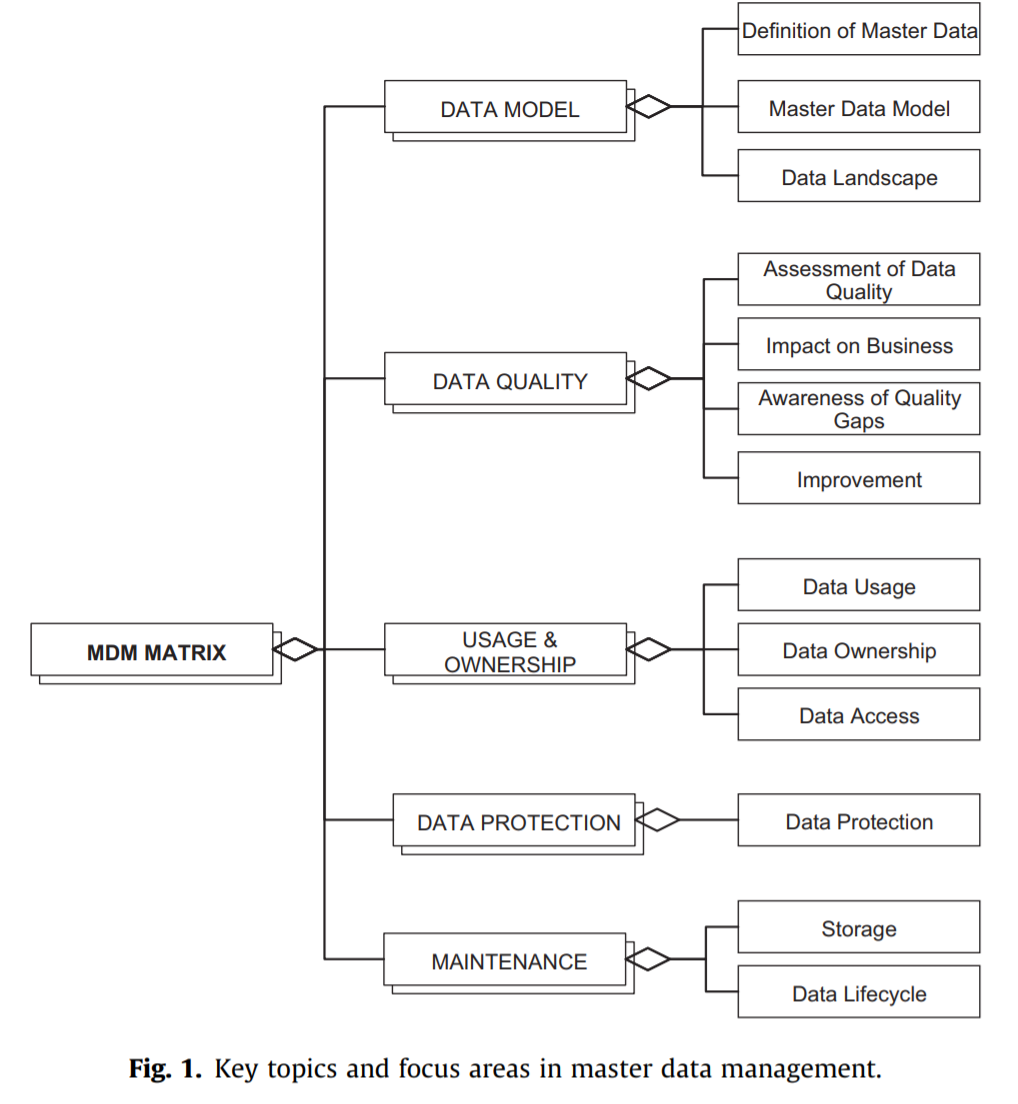 Definition of Master Data
DATA MODEL
Master Data Model
Data Landscape
Assessment of Data
Quality
Impact on Business
DATA QUALITY
Awareness of Quality
Gaps
Improvement
Data Usage
MDM MATRIX
USAGE &
OWNERSHIP
Data Ownership
Data Access
DATA PROTECTION
Data Protection
Storage
MAINTENANCE
Data Lifecycle
Fig. 1. Key topics and focus areas in master data management.